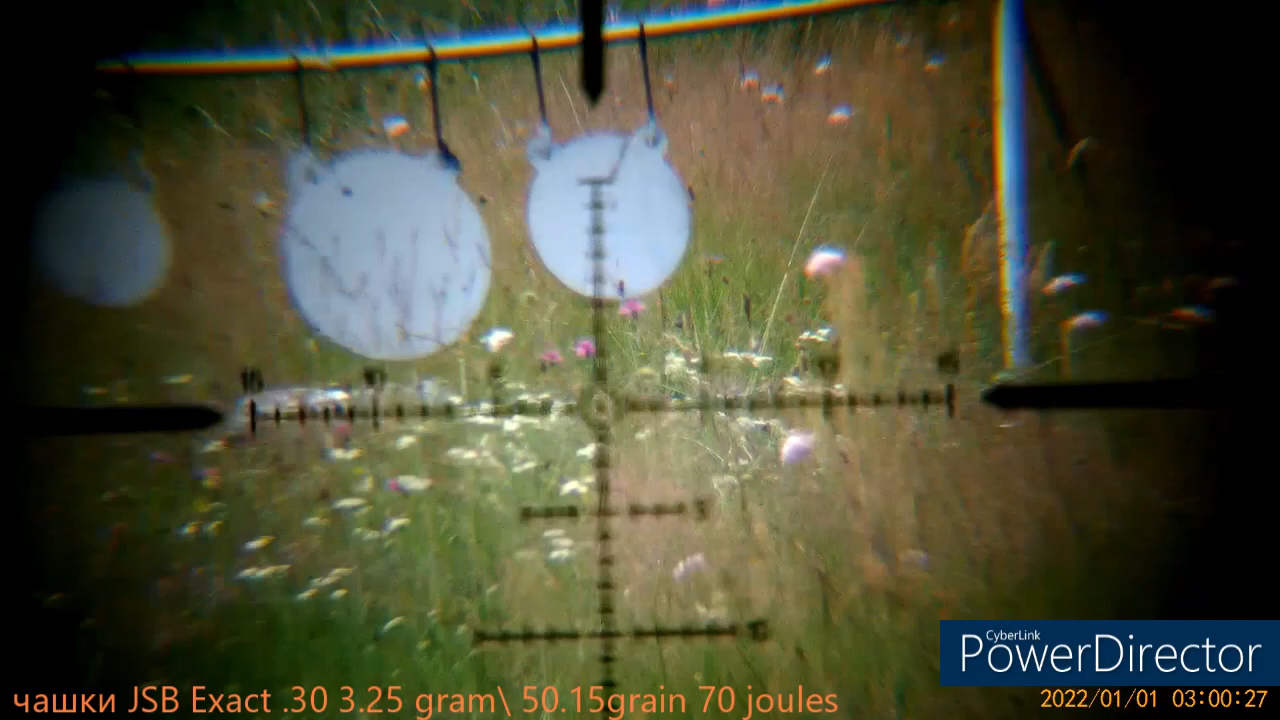 CyberLink
PowerDirector
чашки JSB Exact .30 3.25 gram\ 50.15grain 70 joules
2022/01/01 03:00:27